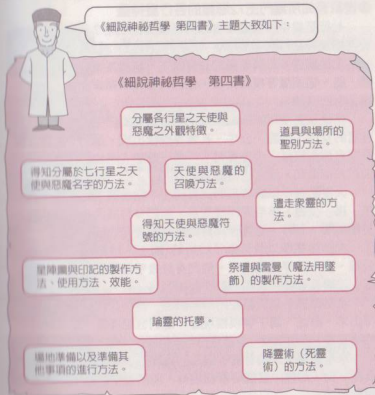 《細說神祕哲學 第四書》主題大致如下：
《細說神祕哲學 第四書》
分屬各行星之天使與
惡魔之外觀特徵。
道具與場所的
聖別方法。
得知分屬於七行星之天
使與惡魔名字的方法。
天使與惡魔的
召喚方法。
遣走衆靈的方
法。
得知天使與惡魔符
號的方法。
星陣圖與印記的製作方
法、使用方法、效能。
祭壇與雷曼（魔法用墜
飾）的製作方法。
論靈的托夢。
場地準備以及準備其
他事項的進行方法。
降靈術（死靈
術）的方法。